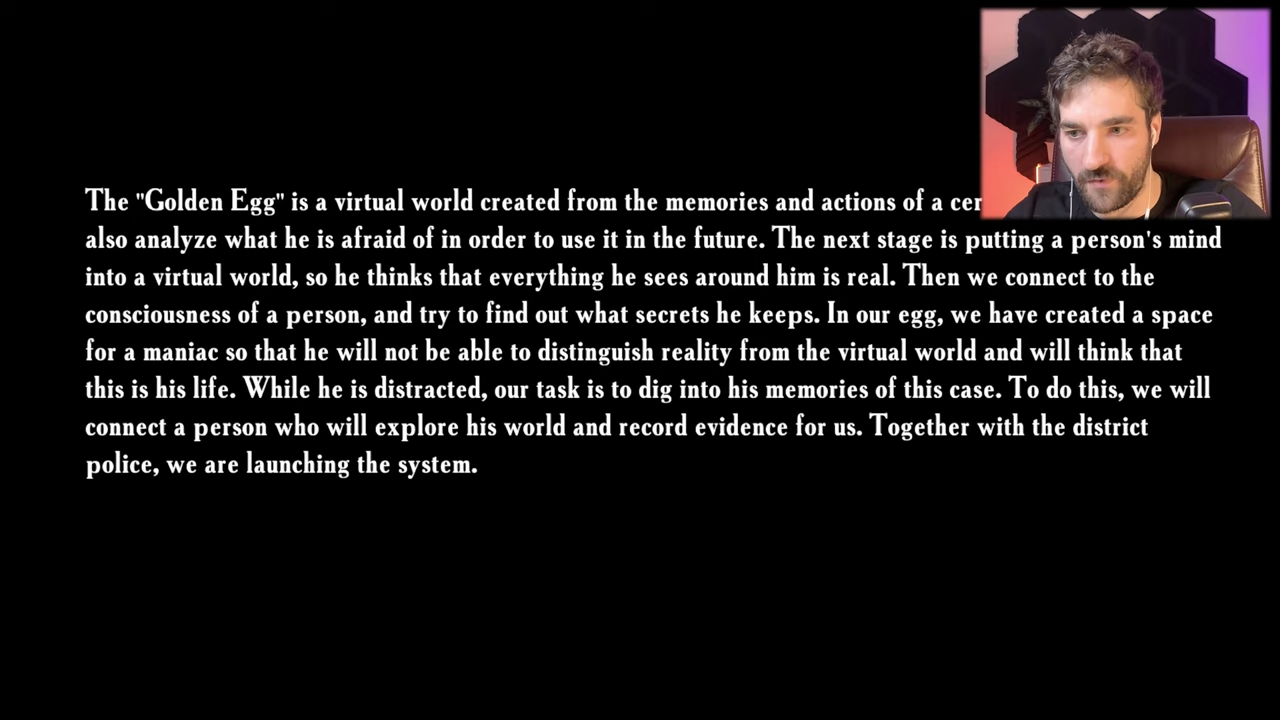 The "Golden Egg" is a virtual world created from the memories and actions of a
also analyze what he is afraid of in order to use it in the future. The next stage is putting a person's mind
into a virtual world, so he thinks that everything he sees around him is real. Then we connect to the
consciousness of a person, and try to find out what secrets he keeps. In our egg, we have created a space
for a maniac so that he will not be able to distinguish reality from the virtual world and will think that
this is his life. While he is distracted, our task is to dig into his memories of this case. To do this, we will
connect a person who will explore his world and record evidence for us. Together with the district
police, we are launching the system.